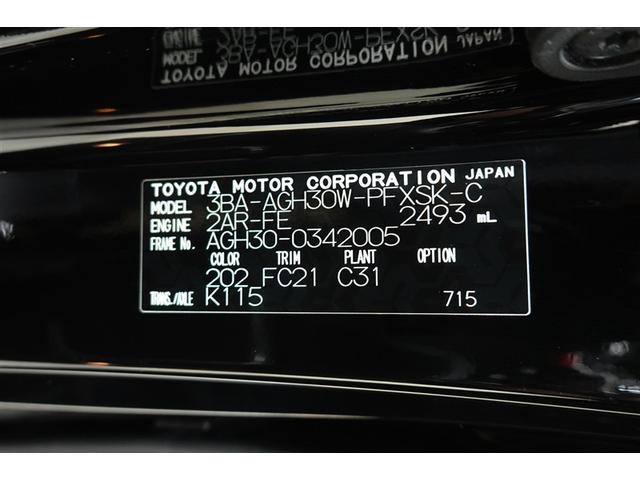 TOYOTA MOTOR CORPORATION JAPAN
MODEL 3BA-AGH30W-PFXSK-C
ENGINE 2AR-FE 2493 mL
FRAME No. AGH30-0342005
COLOR TRIM PLANT OPTION
202 FC21 C31
TRANS./AXLE K115 715